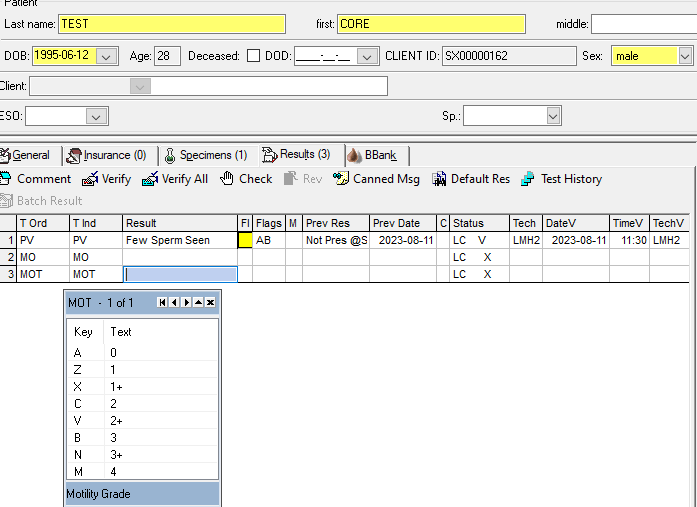 Patient
Last name: TEST first: CORE middle:
DOB: 1995-06-12 Age: 28 Deceased: DOD: ____-__-__ CLIENT ID: SX00000162 Sex: male
Client:
ESO: Sp.:
General Insurance (0) Specimens (1) Results (3) BBank
Comment Verify Verify All Check Rev Canned Msg Default Res Test History
Batch Result
T Ord T Ind Result Fl Flags M Prev Res Prev Date C Status Tech DateV TimeV TechV
1 PV PV Few Sperm Seen AB Not Pres @S 2023-08-11 LC V LMH2 2023-08-11 11:30 LMH2
2 MO MO LC X
3 MOT MOT LC X
MOT - 1 of 1
Key Text
A 0
Z 1
X 1+
C 2
V 2+
B 3
N 3+
M 4
Motility Grade